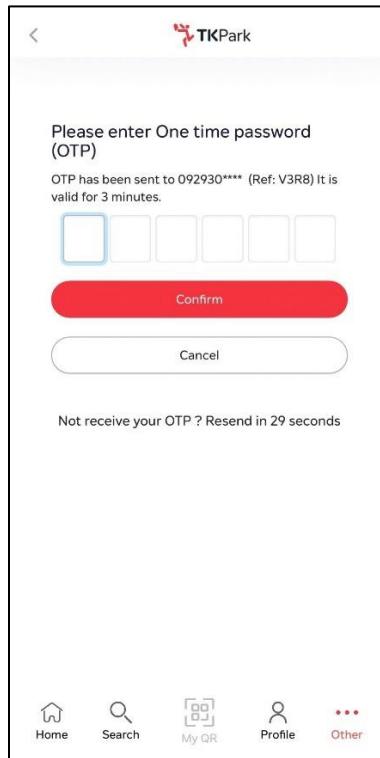 TKPark
Please enter One time password
(OTP)
OTP has been sent to 092930**** (Ref: V3R8) It is
valid for 3 minutes.
Confirm
Cancel
Not receive your OTP ? Resend in 29 seconds
Home Search My QR Profile Other